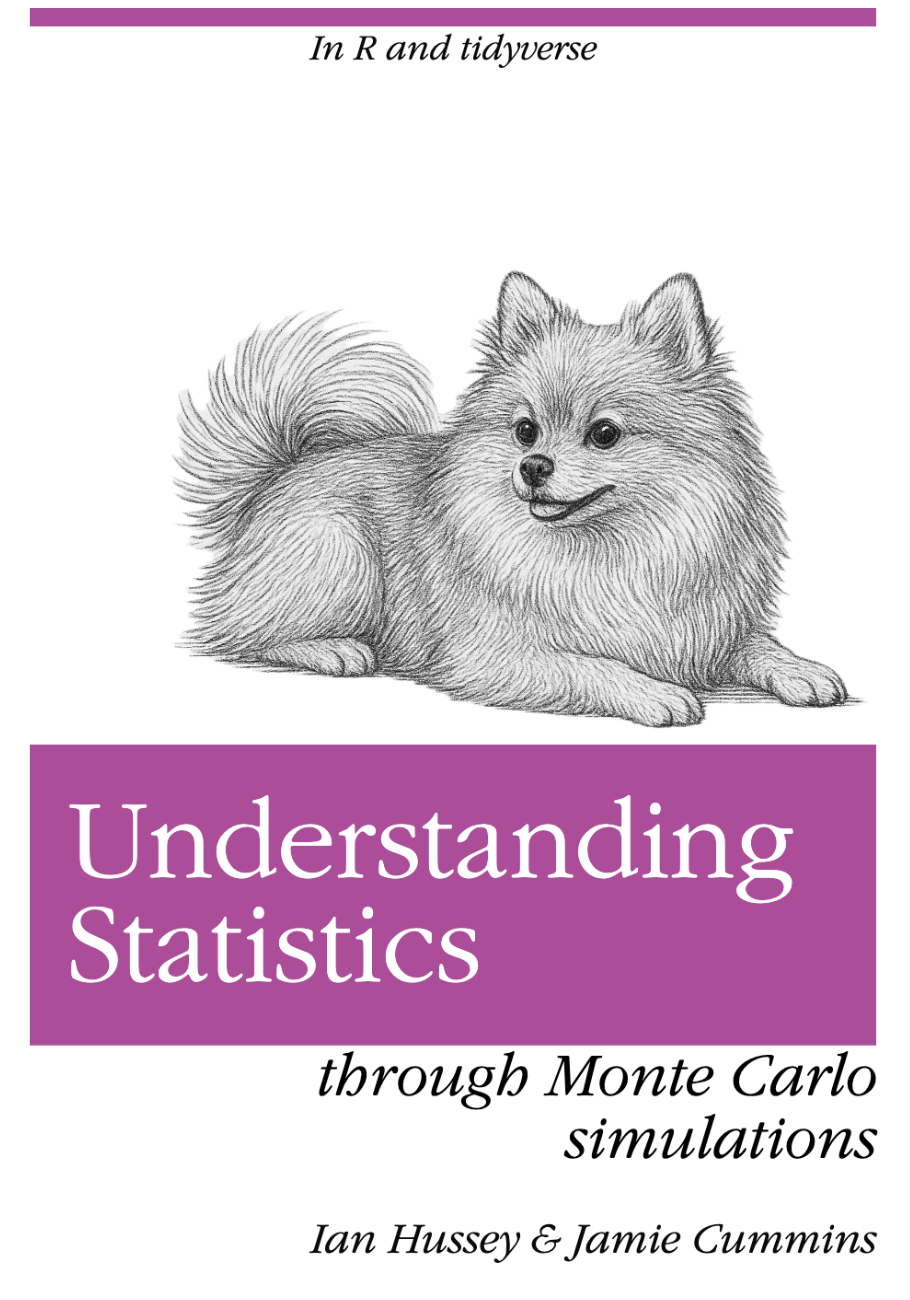 In R and tidyverse
Understanding
Statistics
through Monte Carlo
simulations
Ian Hussey & Jamie Cummins